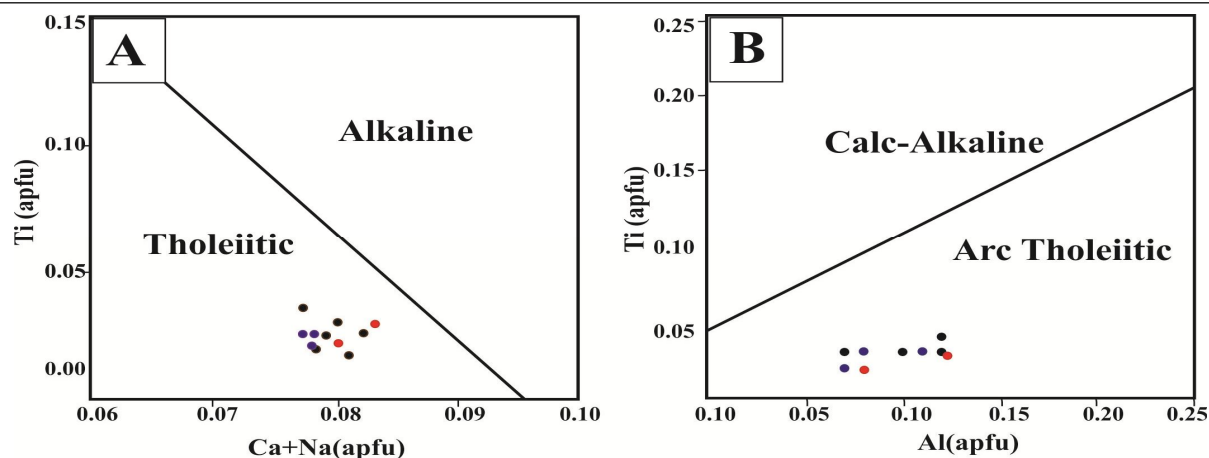 A
0.15
0.10
0.05
0.00
Ti (apfu)
Alkaline
Tholeiitic
0.06 0.07 0.08 0.09 0.10
Ca+Na(apfu)
B
0.25
0.20
0.15
0.10
0.05
Ti (apfu)
Calc-Alkaline
Arc Tholeiitic
0.10 0.05 0.10 0.15 0.20 0.25
Al(apfu)